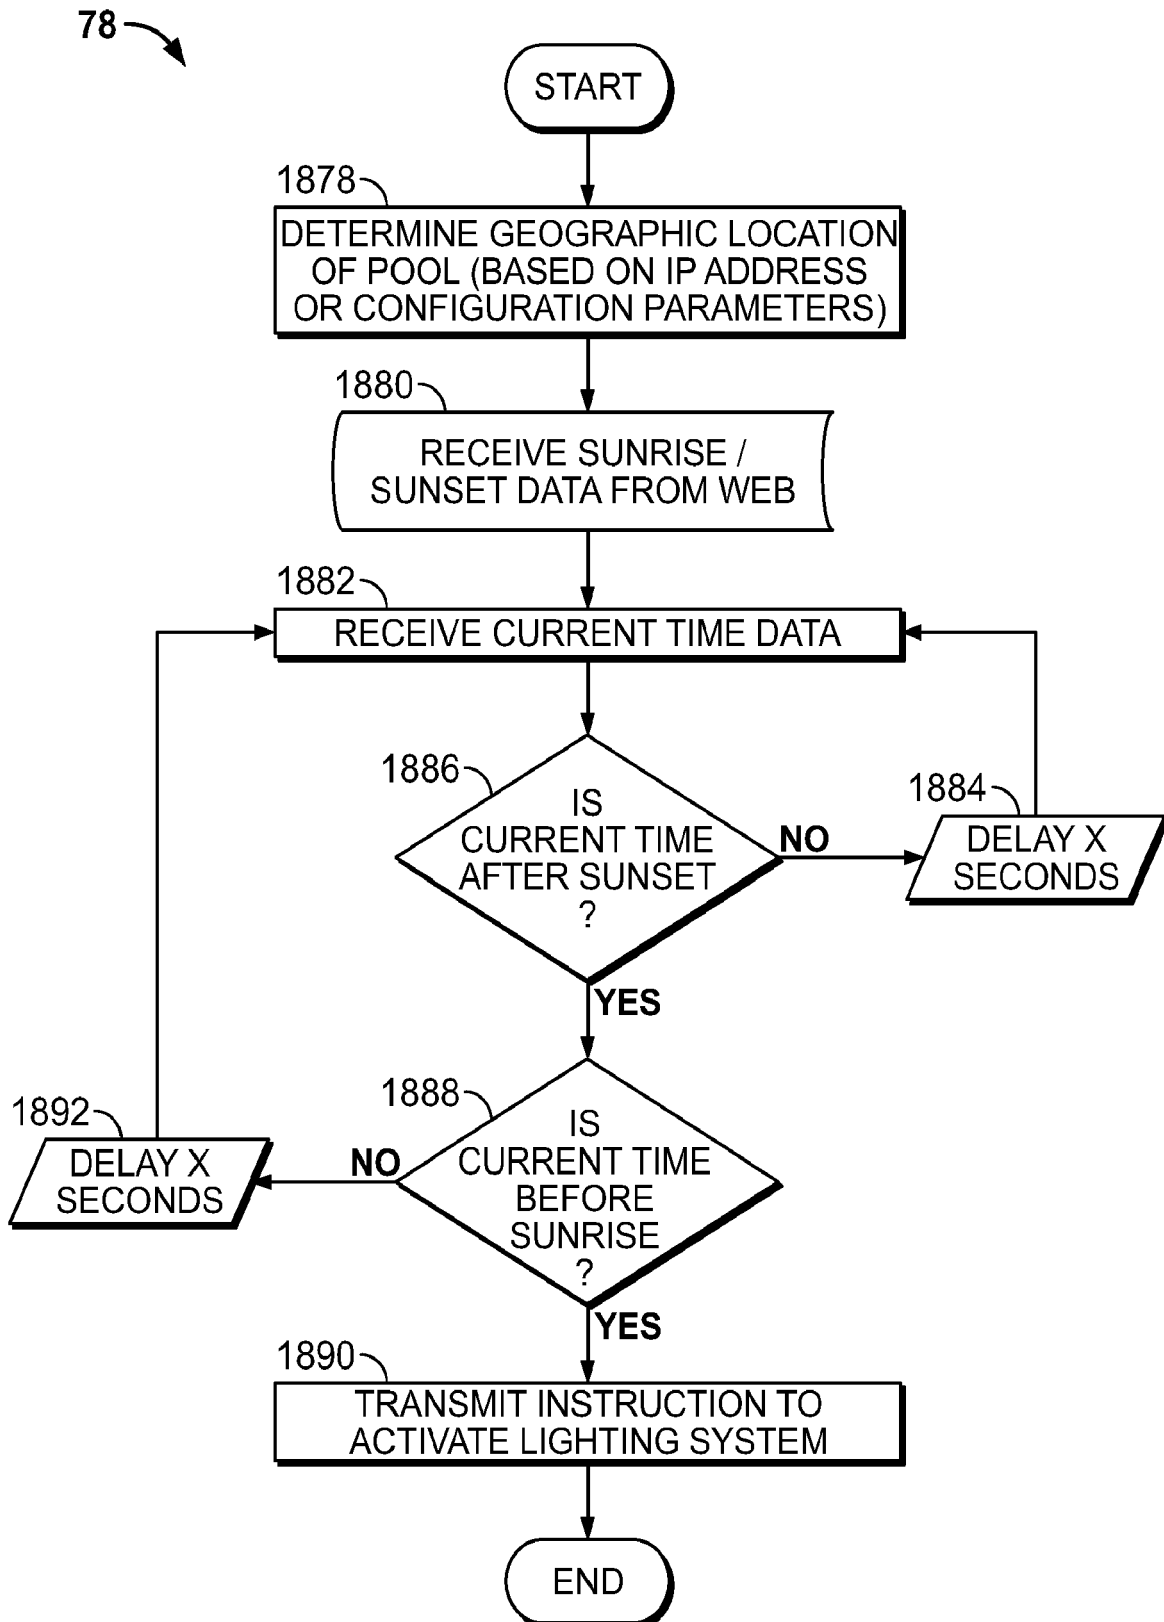 78
START
1878
DETERMINE GEOGRAPHIC LOCATION
OF POOL (BASED ON IP ADDRESS
OR CONFIGURATION PARAMETERS)
1880
RECEIVE SUNRISE /
SUNSET DATA FROM WEB
1882
RECEIVE CURRENT TIME DATA
1886
IS
CURRENT TIME
AFTER SUNSET
?
NO
1884
DELAY X
SECONDS
YES
1888
IS
CURRENT TIME
BEFORE
SUNRISE
?
NO
1892
DELAY X
SECONDS
YES
1890
TRANSMIT INSTRUCTION TO
ACTIVATE LIGHTING SYSTEM
END